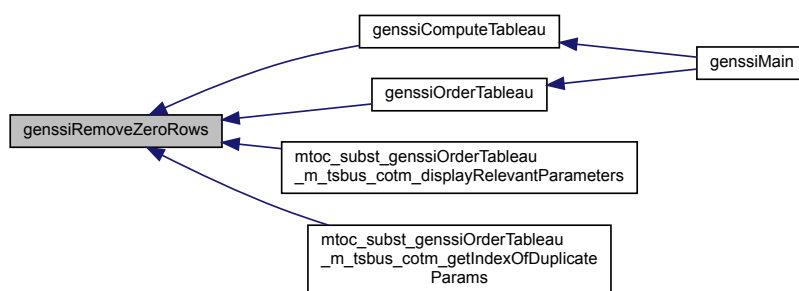 genssiComputeTableau
genssiMain
genssiOrderTableau
genssiRemoveZeroRows
mtoc_subst_genssiOrderTableau
_m_tsbus_cotm_displayRelevantParameters
mtoc_subst_genssiOrderTableau
_m_tsbus_cotm_getIndexOfDuplicate
Params